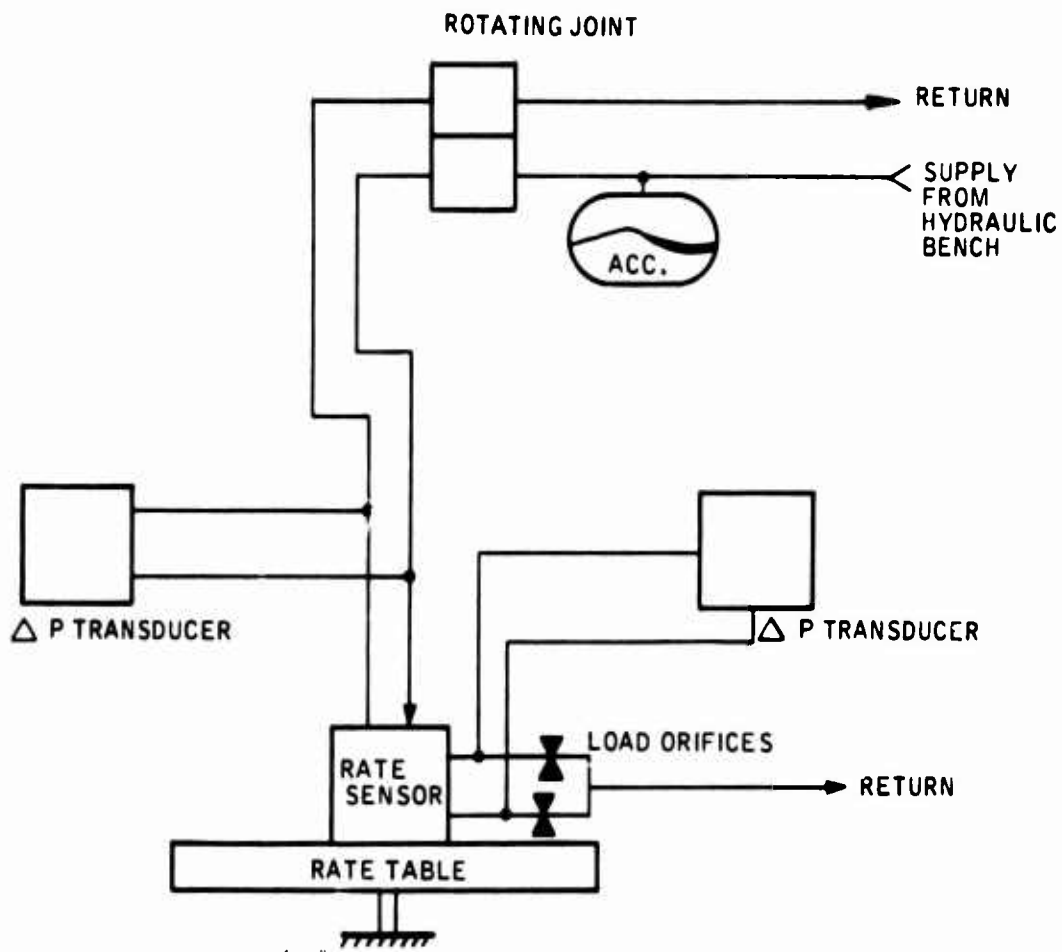 ROTATING JOINT
RETURN
SUPPLY
FROM
HYDRAULIC
BENCH
ACC.
△ P TRANSDUCER
△ P TRANSDUCER
LOAD ORIFICES
RATE
SENSOR
RETURN
RATE TABLE